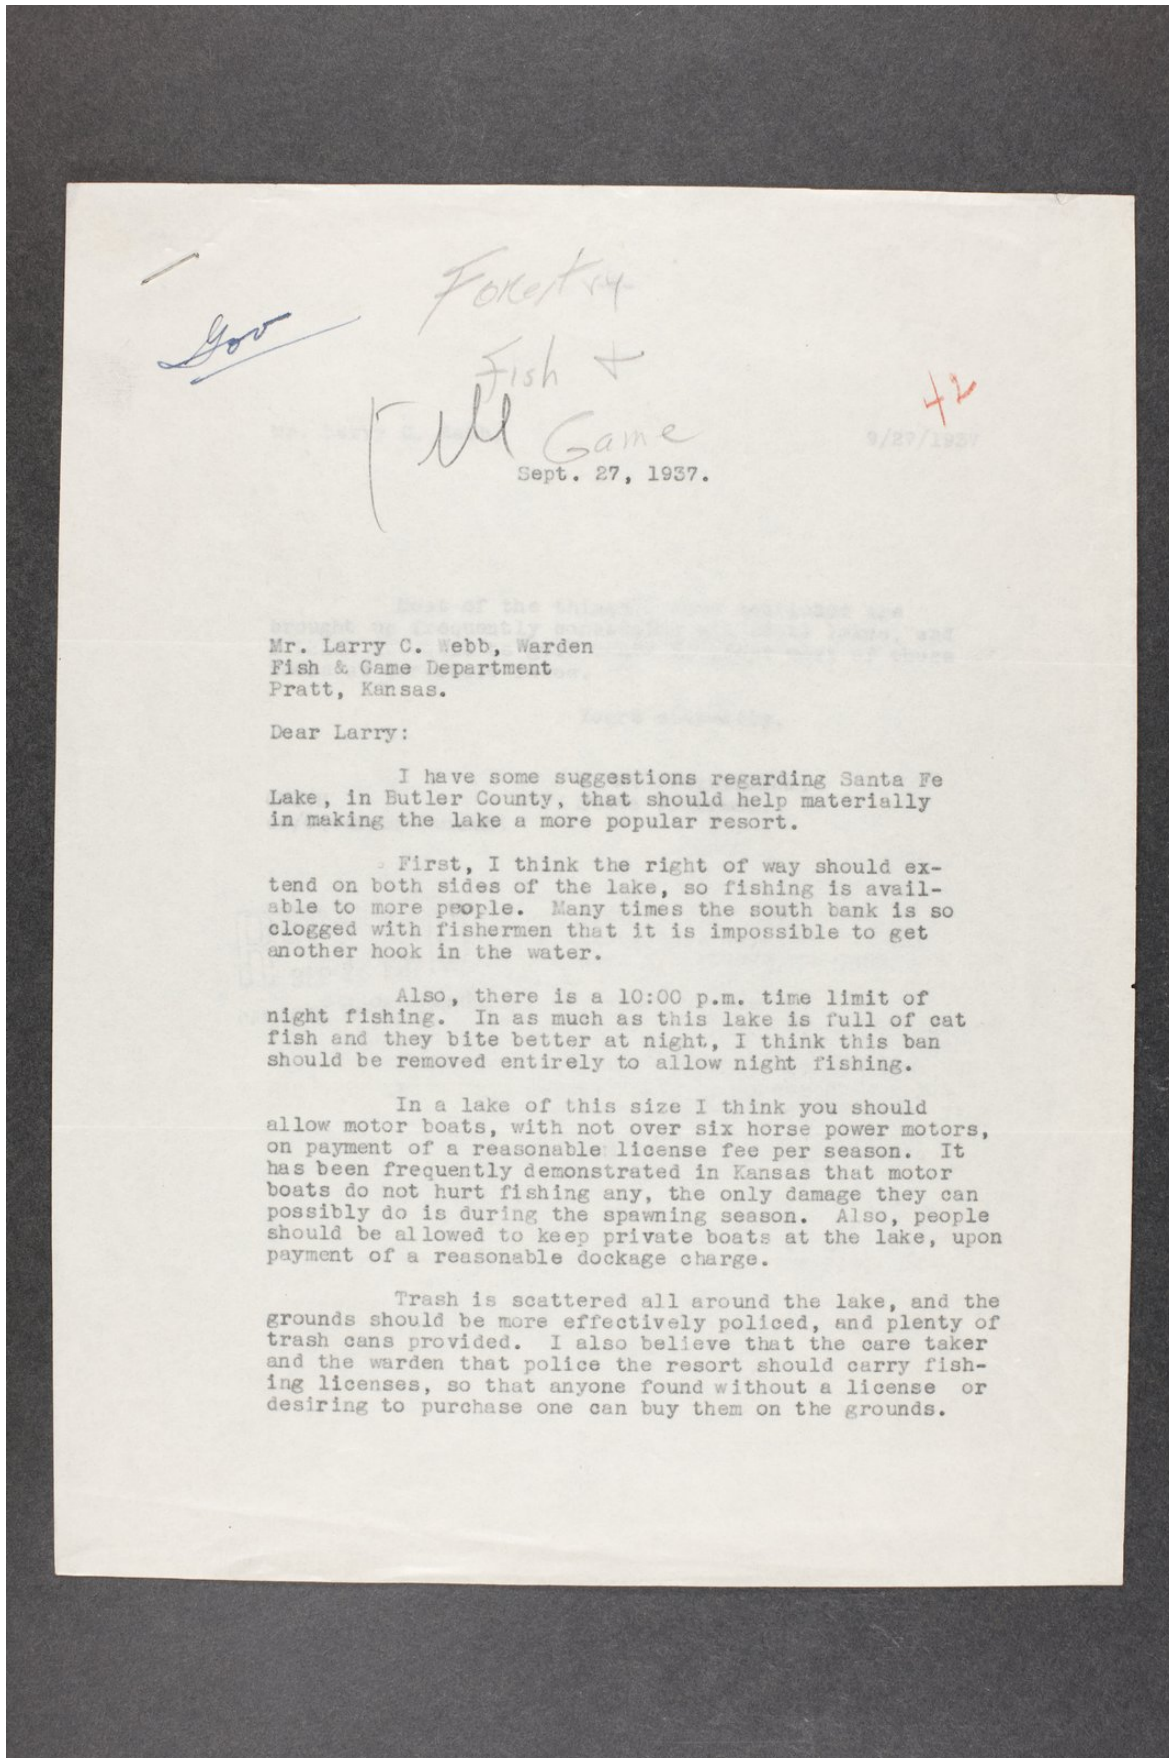 Forestry
Gov
Fish &
42
Game
Mr. Larry C. 9/27/1937
Sept. 27, 1937.
Mr. Larry C. Webb, Warden
Fish & Game Department
Pratt, Kansas.
Dear Larry:
I have some suggestions regarding Santa Fe
Lake, in Butler County, that should help materially
in making the lake a more popular resort.
First, I think the right of way should ex-
tend on both sides of the lake, so fishing is avail-
able to more people. Many times the south bank is so
clogged with fishermen that it is impossible to get
another hook in the water.
Also, there is a 10:00 p.m. time limit of
night fishing. In as much as this lake is full of cat
fish and they bite better at night, I think this ban
should be removed entirely to allow night fishing.
In a lake of this size I think you should
allow motor boats, with not over six horse power motors,
on payment of a reasonable license fee per season. It
has been frequently demonstrated in Kansas that motor
boats do not hurt fishing any, the only damage they can
possibly do is during the spawning season. Also, people
should be allowed to keep private boats at the lake, upon
payment of a reasonable dockage charge.
Trash is scattered all around the lake, and the
grounds should be more effectively policed, and plenty of
trash cans provided. I also believe that the care taker
and the warden that police the resort should carry fish-
ing licenses, so that anyone found without a license or
desiring to purchase one can buy them on the grounds.